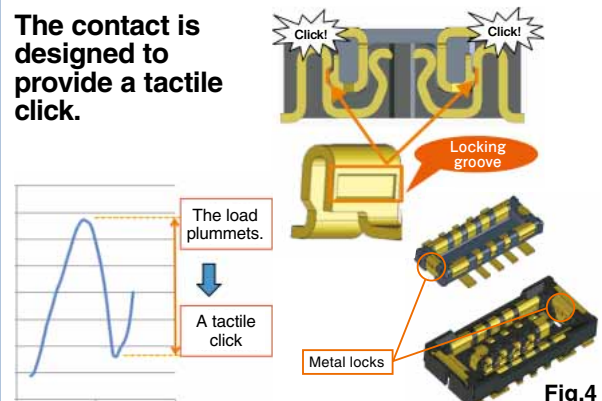 The contact is
designed to
provide a tactile
click.
Click!
Click!
Locking
groove
The load
plummets.
A tactile
click
Metal locks
Fig.4